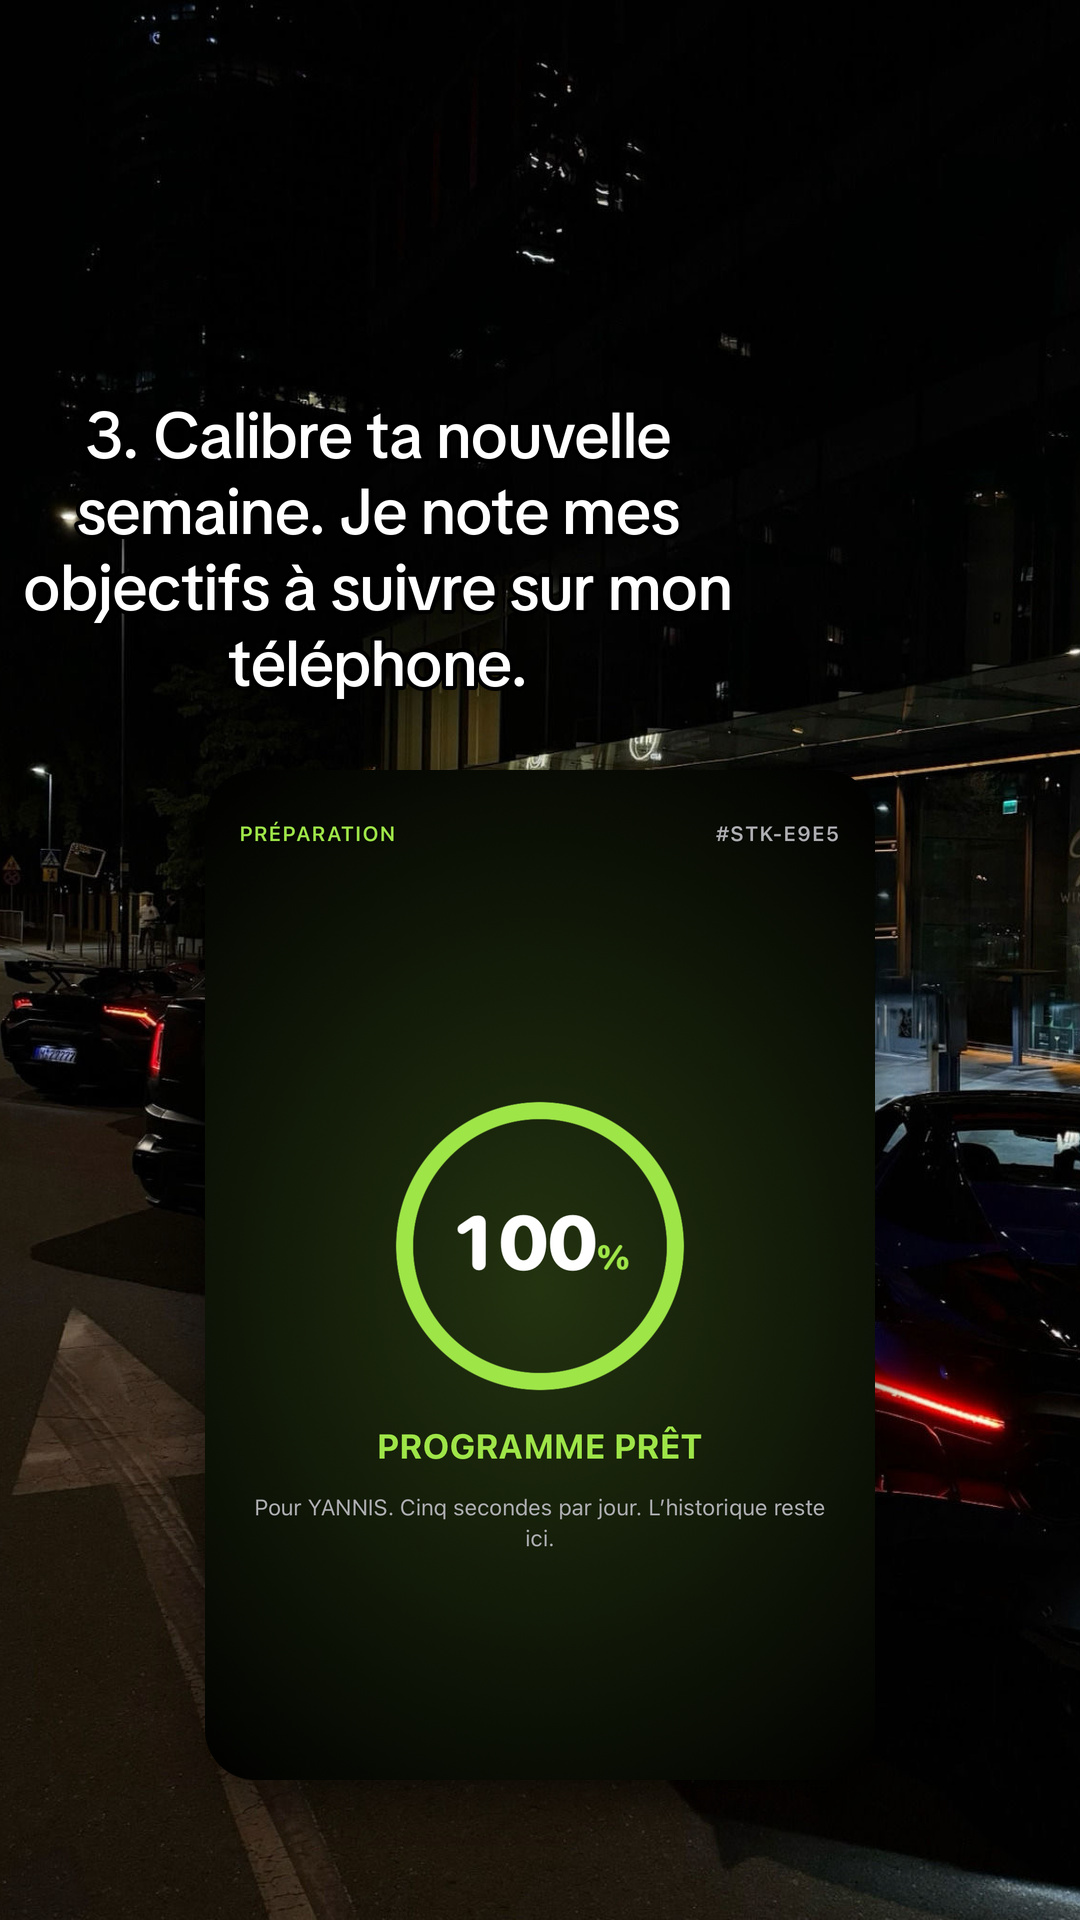 3. Calibre ta nouvelle
semaine. Je note mes
objectifs à suivre sur mon
téléphone.
PRÉPARATION
#STK-E9E5
100%
PROGRAMME PRÊT
Pour YANNIS. Cinq secondes par jour. L’historique reste
ici.